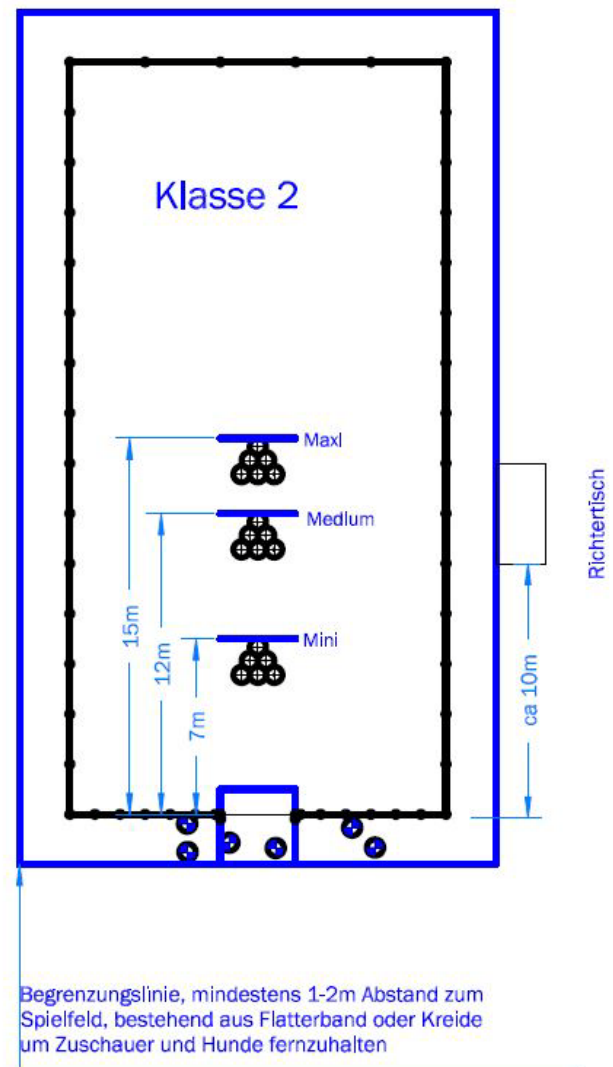 Klasse 2
MaxI
MedIum
Mini
15m
12m
7m
ca 10m
Richtertisch
Begrenzungslinie, mindestens 1-2m Abstand zum
Spielfeld, bestehend aus Flatterband oder Kreide
um Zuschauer und Hunde fernzuhalten